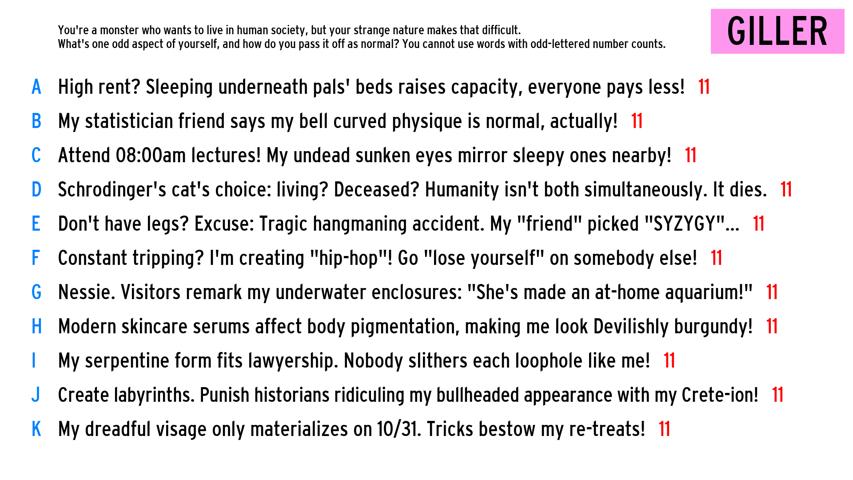 You're a monster who wants to live in human society, but your strange nature makes that difficult.
What's one odd aspect of yourself, and how do you pass it off as normal? You cannot use words with odd-lettered number counts.
GILLER
A High rent? Sleeping underneath pals' beds raises capacity, everyone pays less! 11
B My statistician friend says my bell curved physique is normal, actually! 11
C Attend 08:00am lectures! My undead sunken eyes mirror sleepy ones nearby! 11
D Schrodinger's cat's choice: living? Deceased? Humanity isn't both simultaneously. It dies. 11
E Don't have legs? Excuse: Tragic hangmaning accident. My "friend" picked "SYZYGY"... 11
F Constant tripping? I'm creating "hip-hop"! Go "lose yourself" on somebody else! 11
G Nessie. Visitors remark my underwater enclosures: "She's made an at-home aquarium!" 11
H Modern skincare serums affect body pigmentation, making me look Devilishly burgundy! 11
I My serpentine form fits lawyership. Nobody slithers each loophole like me! 11
J Create labyrinths. Punish historians ridiculing my bullheaded appearance with my Crete-ion! 11
K My dreadful visage only materializes on 10/31. Tricks bestow my re-treats! 11